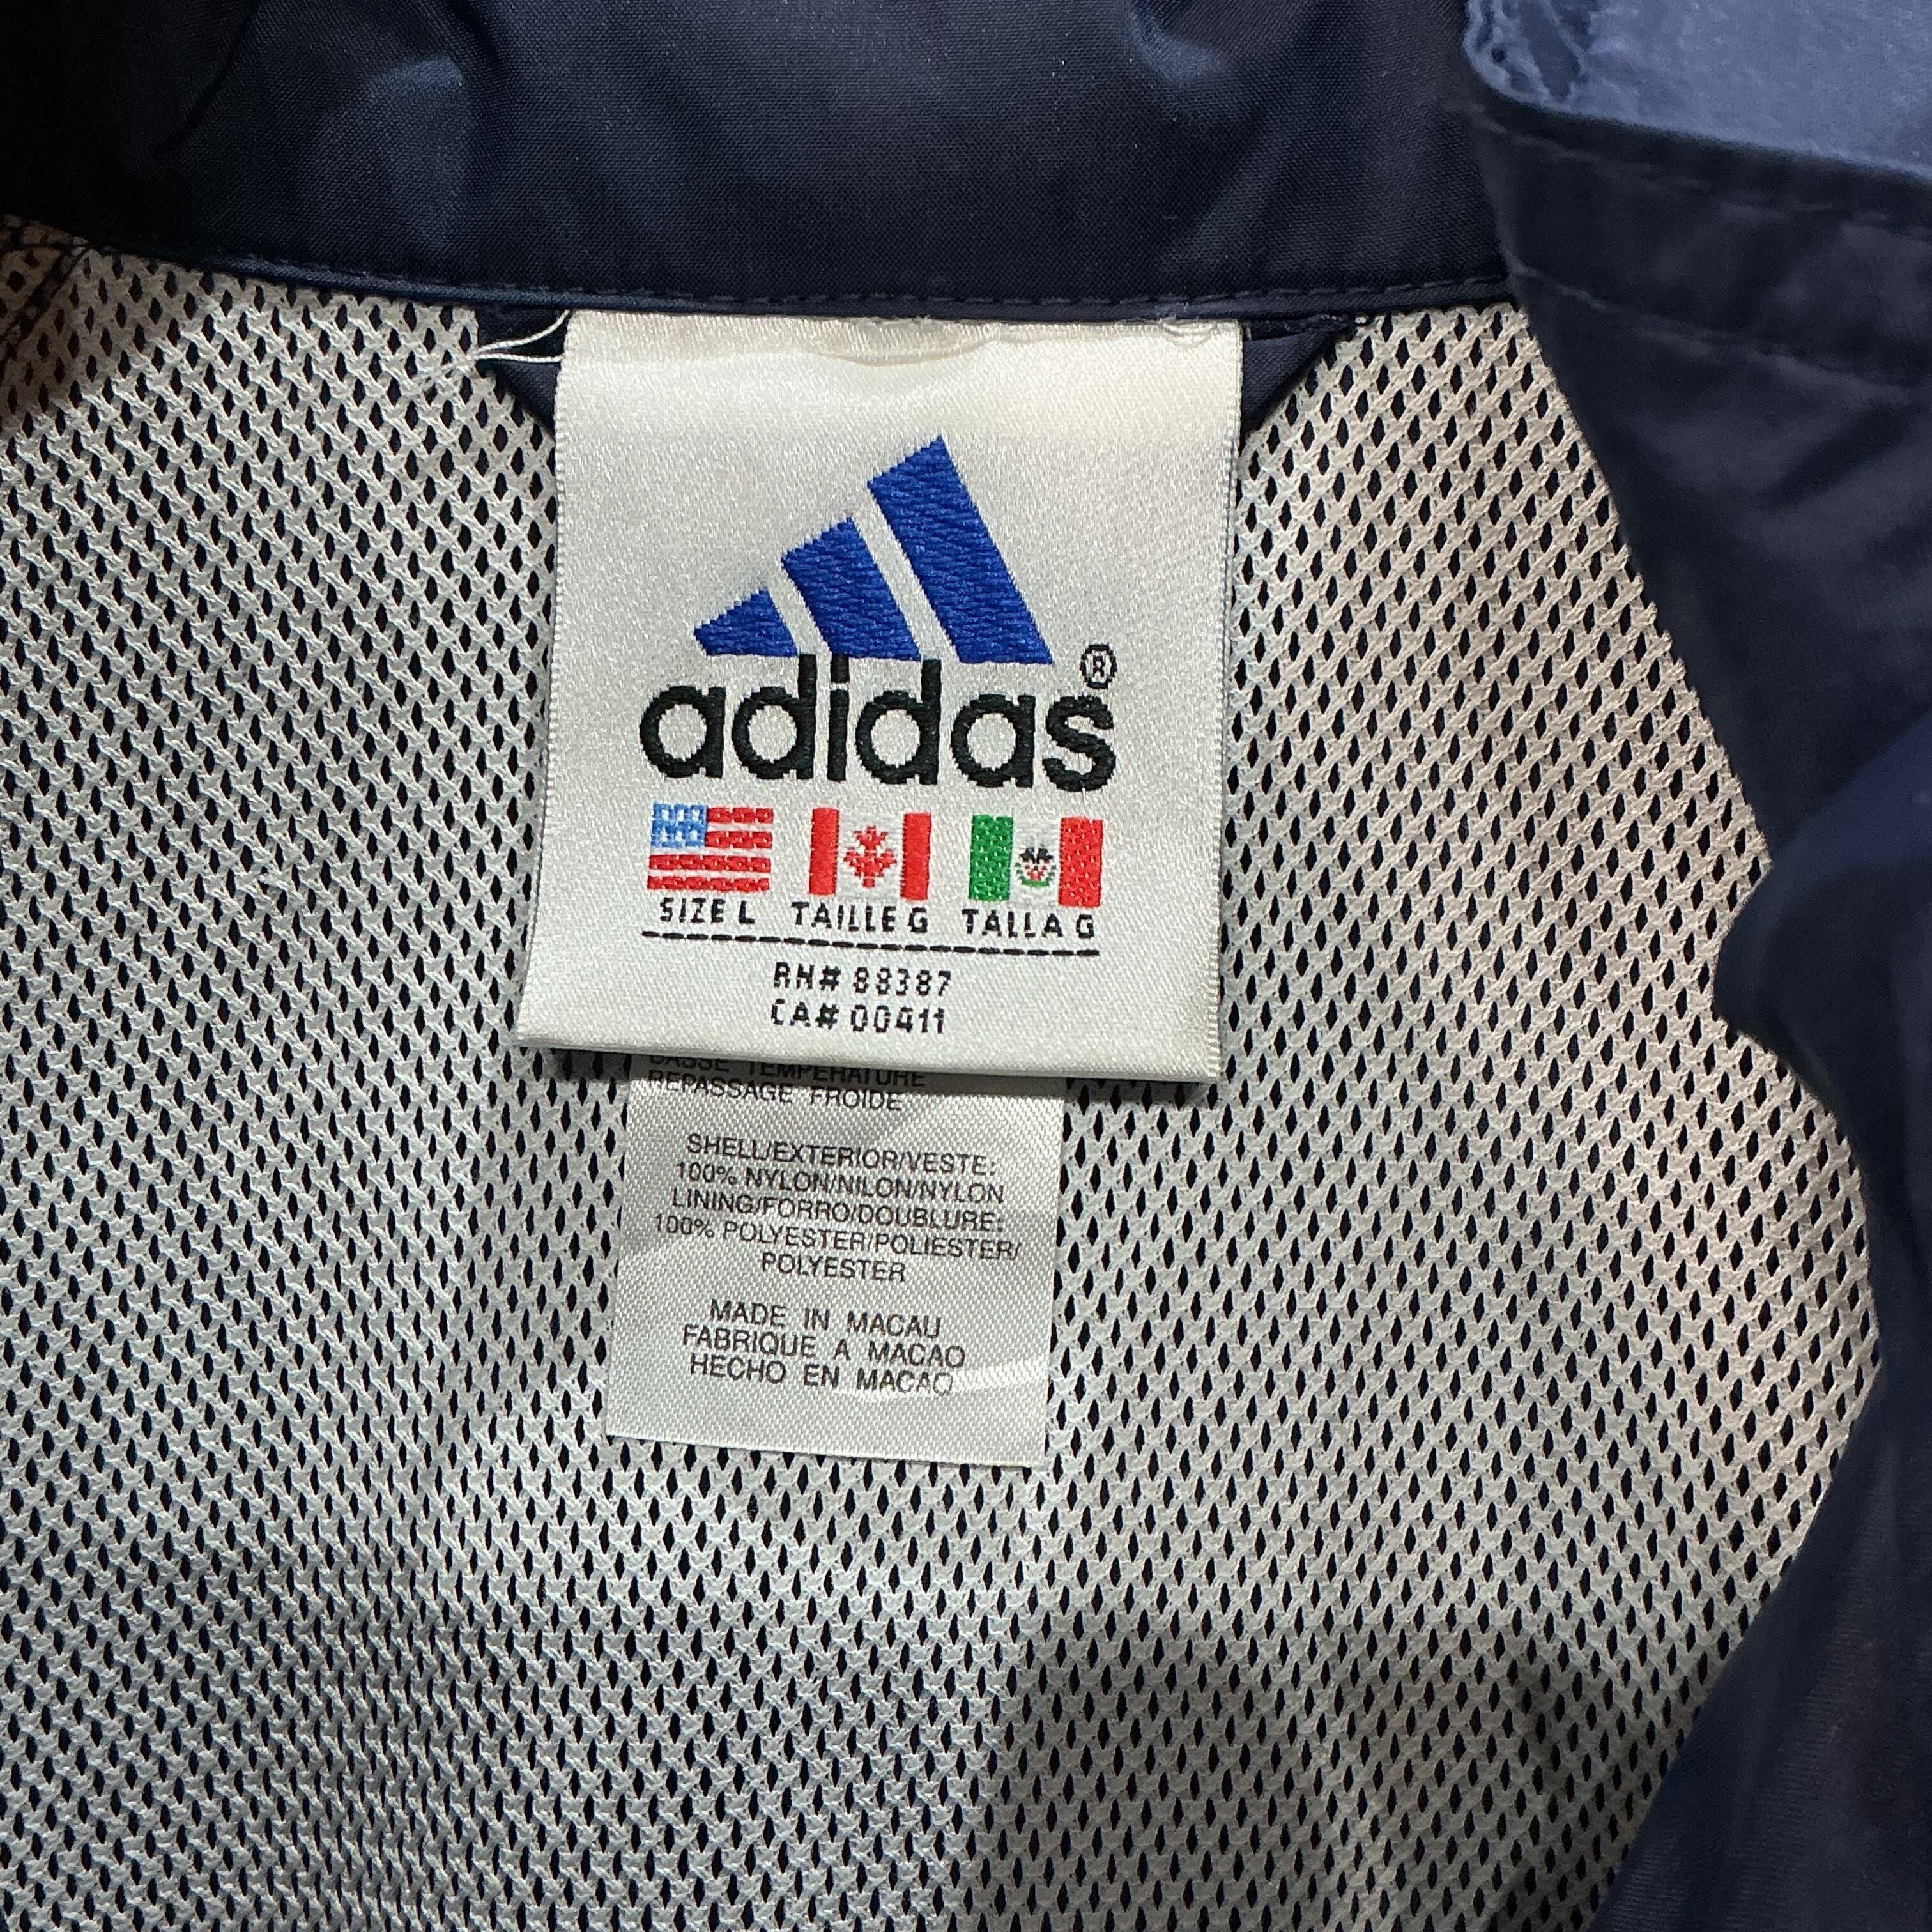 adidas®
SIZE L TAILLE G TALLA G
RN# 88387
CA# 00411
BASSE TEMPERATURE
REPASSAGE FROIDE
SHELL/EXTERIOR/VESTE:
100% NYLON/NILON/NYLON
LINING/FORRO/DOUBLURE:
100% POLYESTER/POLIESTER/
POLYESTER
MADE IN MACAU
FABRIQUE A MACAO
HECHO EN MACAO